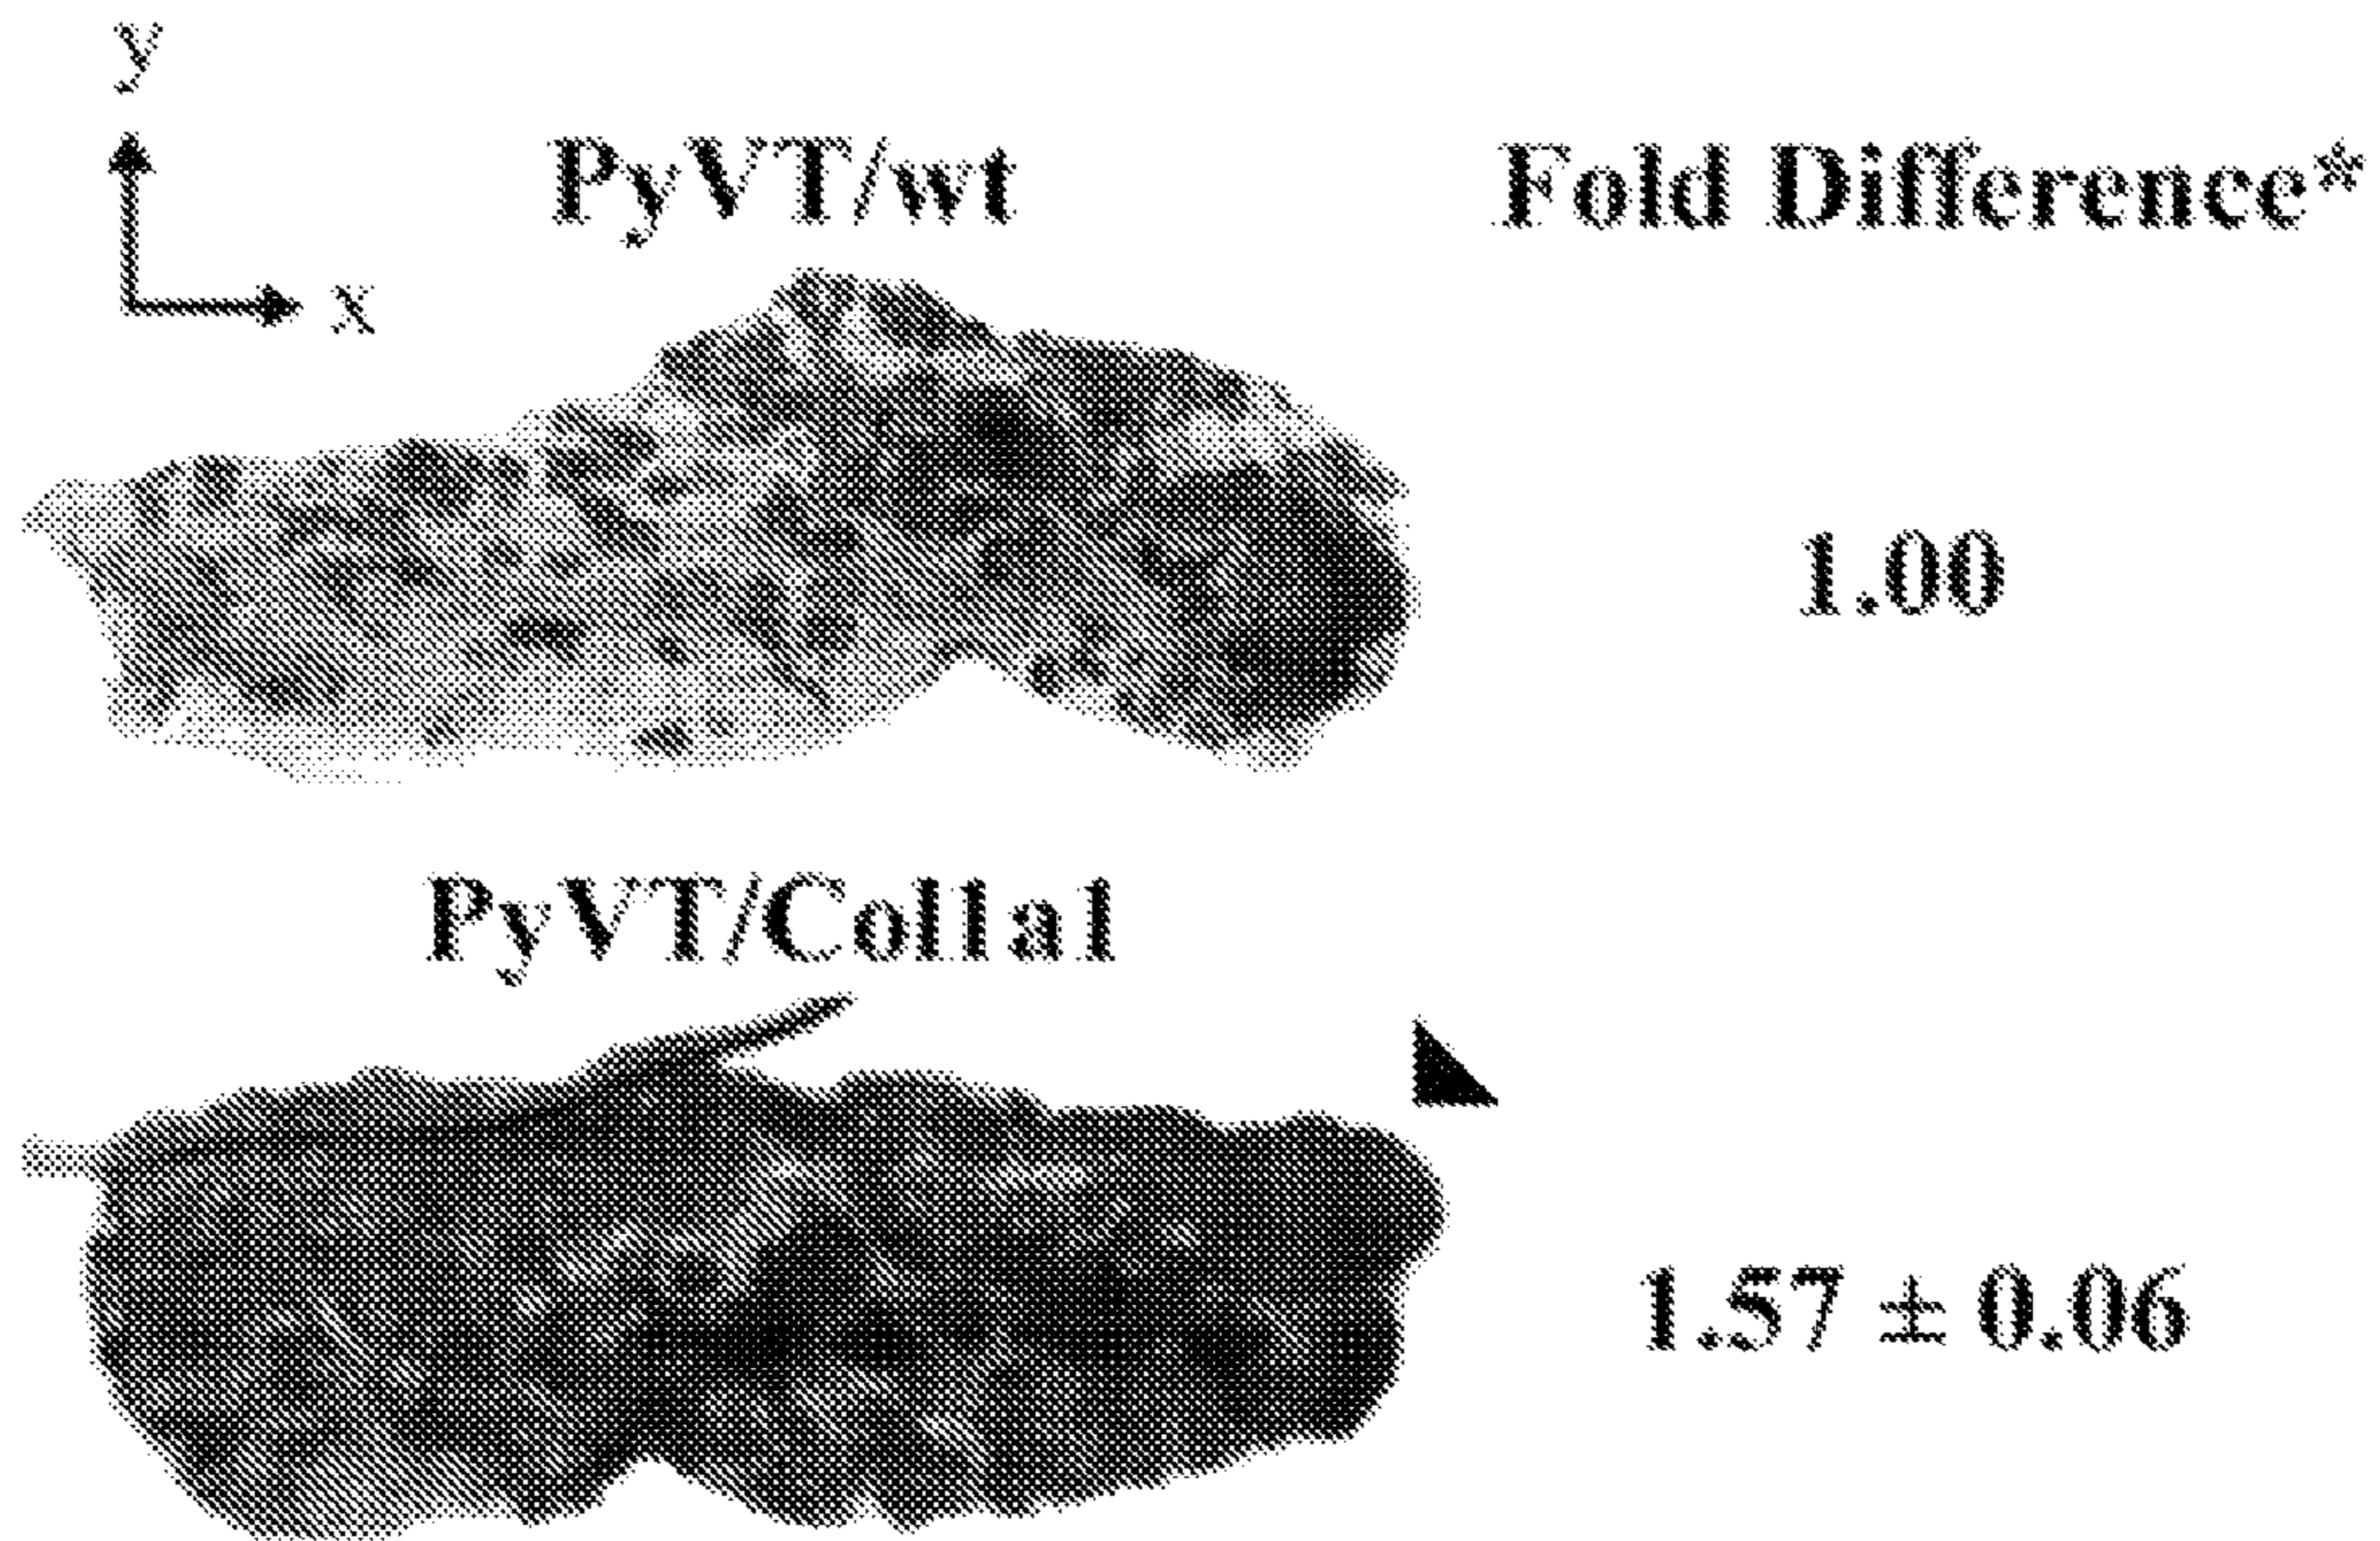 y
PyVT/wt Fold Difference*
x
1.00
PyVT/Col1a1
1.57 ± 0.06